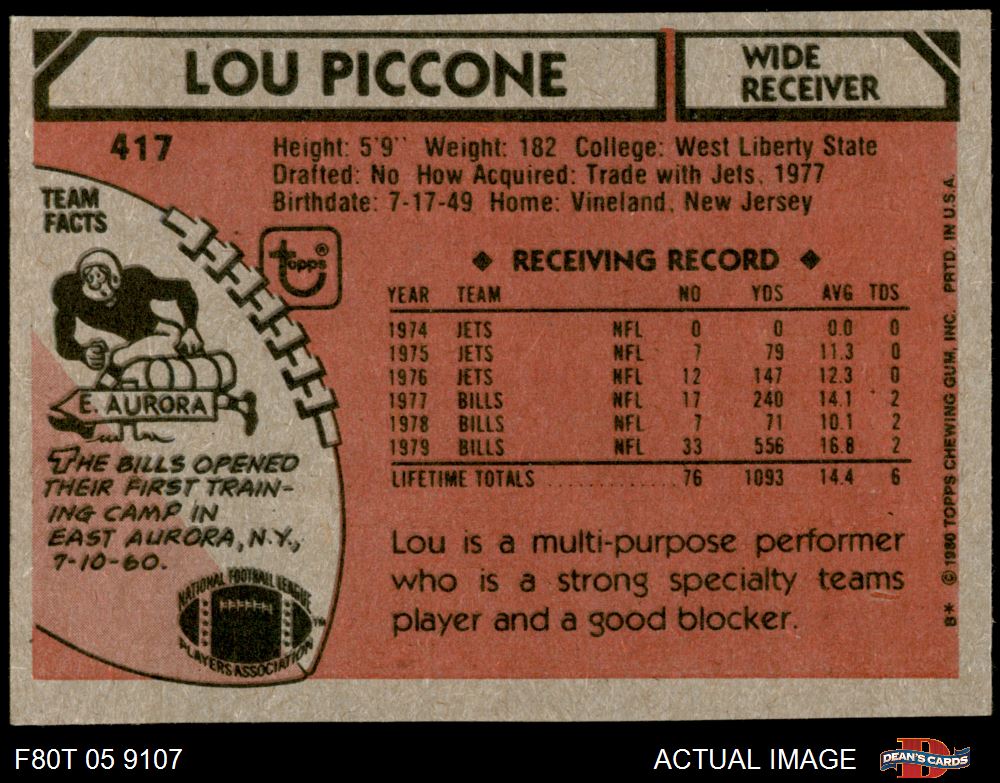 LOU PICCONE
WIDE
RECEIVER
417
Height: 5'9'' Weight: 182 College: West Liberty State
Drafted: No How Acquired: Trade with Jets, 1977
Birthdate: 7-17-49 Home: Vineland, New Jersey
TEAM
FACTS
topps®
◆ RECEIVING RECORD ◆
YEAR TEAM NO YDS AVG TDS
1974 JETS NFL 0 0 0.0 0
1975 JETS NFL 7 79 11.3 0
1976 JETS NFL 12 147 12.3 0
1977 BILLS NFL 17 240 14.1 2
1978 BILLS NFL 7 71 10.1 2
1979 BILLS NFL 33 556 16.8 2
LIFETIME TOTALS ............ 76 1093 14.4 6
E. AURORA
THE BILLS OPENED
THEIR FIRST TRAIN-
ING CAMP IN
EAST AURORA, N.Y.,
7-10-60.
NATIONAL FOOTBALL LEAGUE
PLAYERS ASSOCIATION™
Lou is a multi-purpose performer
who is a strong specialty teams
player and a good blocker.
B* © 1980 TOPPS CHEWING GUM, INC. PRTD. IN U.S.A.
F80T 05 9107
ACTUAL IMAGE
DEAN'S CARDS